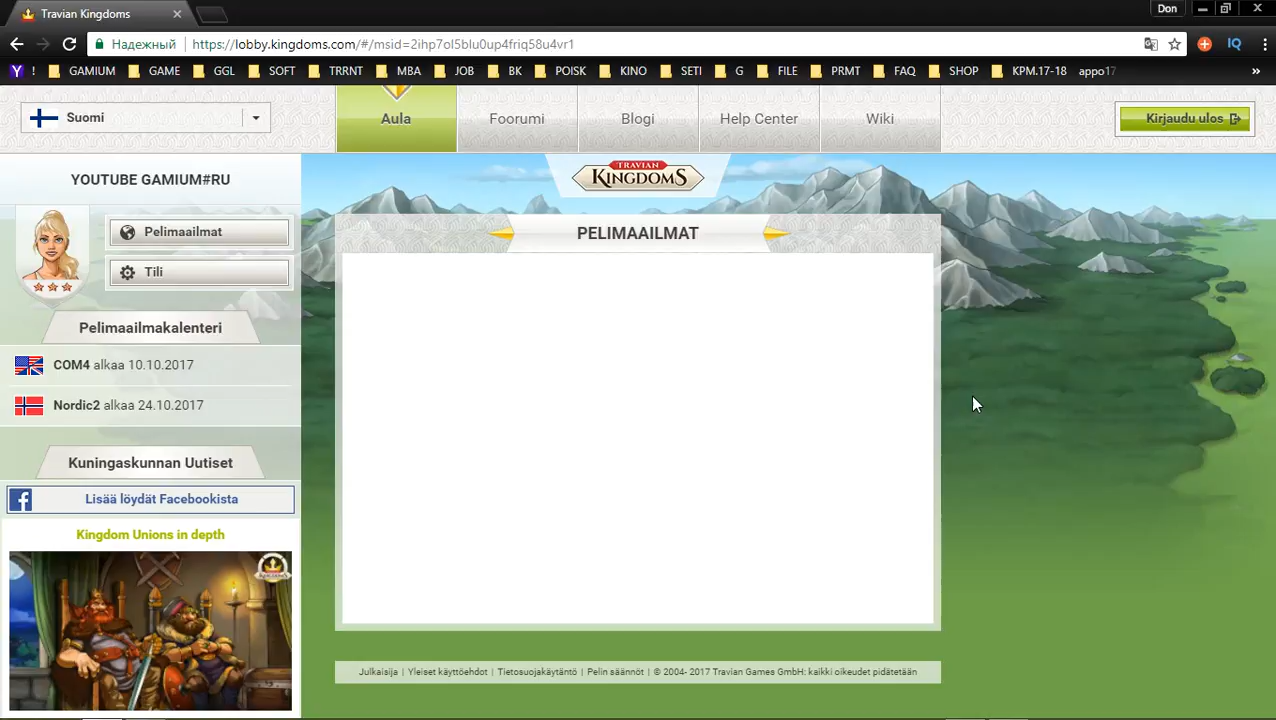 Travian Kingdoms
Don
Надежный
https://lobby.kingdoms.com/#/msid=2ihp7ol5blu0up4friq58u4vr1
! GAMIUM GAME GGL SOFT TRRNT MBA JOB BK POISK KINO SETI G FILE PRMT FAQ SHOP KPM.17-18 appo17 »
Suomi
Aula
Foorumi
Blogi
Help Center
Wiki
Kirjaudu ulos
YOUTUBE GAMIUM#RU
Pelimaailmat
Tili
Pelimaailmakalenteri
COM4 alkaa 10.10.2017
Nordic2 alkaa 24.10.2017
Kuningaskunnan Uutiset
Lisää löydät Facebookista
Kingdom Unions in depth
TRAVIAN
KINGDOMS
PELIMAAILMAT
Julkaisija | Yleiset käyttöehdot | Tietosuojakäytäntö | Pelin säännöt | © 2004- 2017 Travian Games GmbH: kaikki oikeudet pidätetään